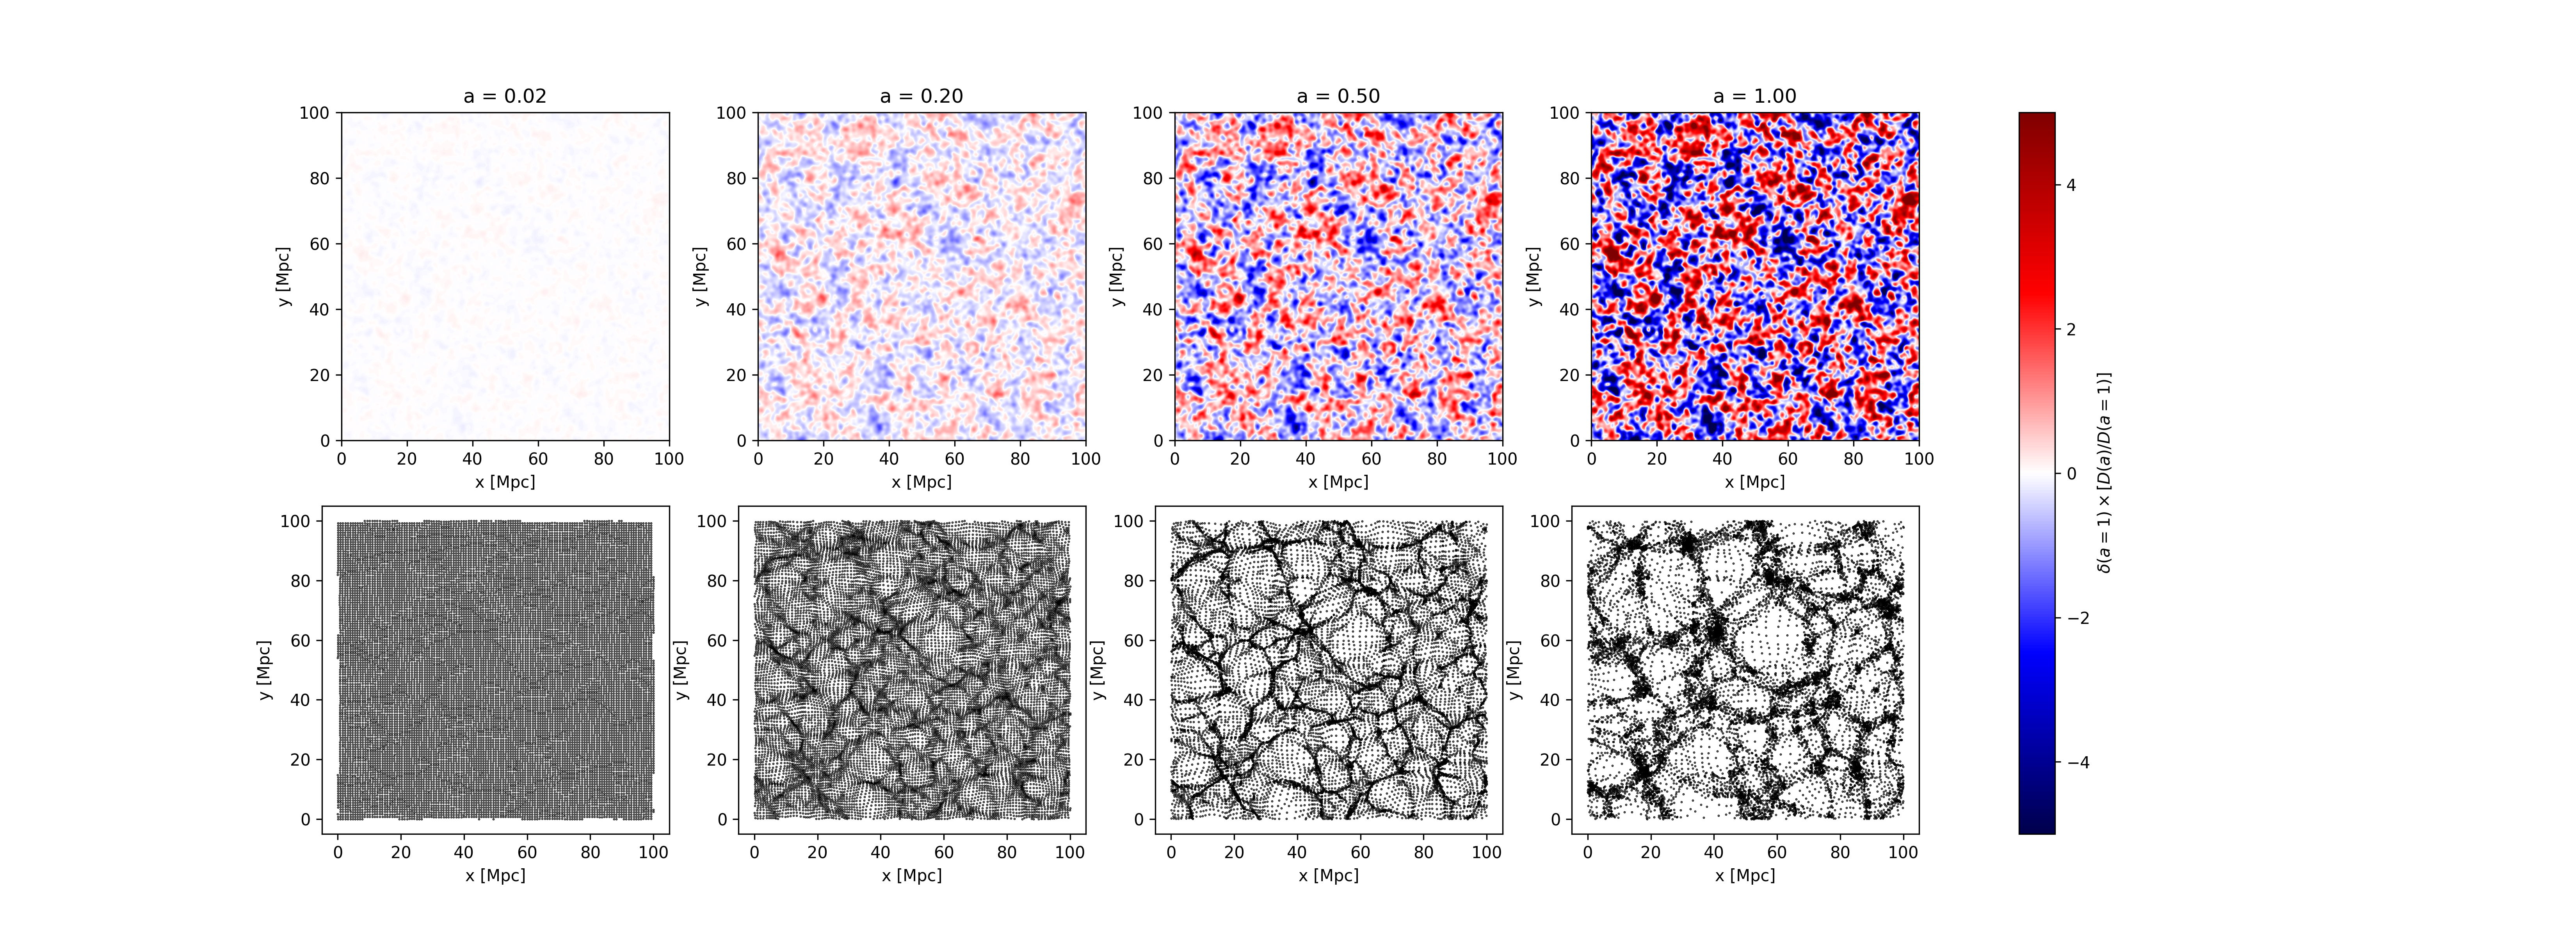 a = 0.02 a = 0.20 a = 0.50 a = 1.00
100 100 100 100
4
80 80 80 80
2
60 60 60 60
y [Mpc] y [Mpc] y [Mpc] y [Mpc]
40 40 40 40
20 20 20 20
0 0 0 0
0 20 40 60 80 100 0 20 40 60 80 100 0 20 40 60 80 100 0 20 40 60 80 100
x [Mpc] x [Mpc] x [Mpc] x [Mpc]
0
δ(a = 1) × [D(a)/D(a = 1)]
100 100 100 100
80 80 80 80
−2
60 60 60 60
y [Mpc] y [Mpc] y [Mpc] y [Mpc]
40 40 40 40
20 20 20 20
−4
0 0 0 0
0 20 40 60 80 100 0 20 40 60 80 100 0 20 40 60 80 100 0 20 40 60 80 100
x [Mpc] x [Mpc] x [Mpc] x [Mpc]